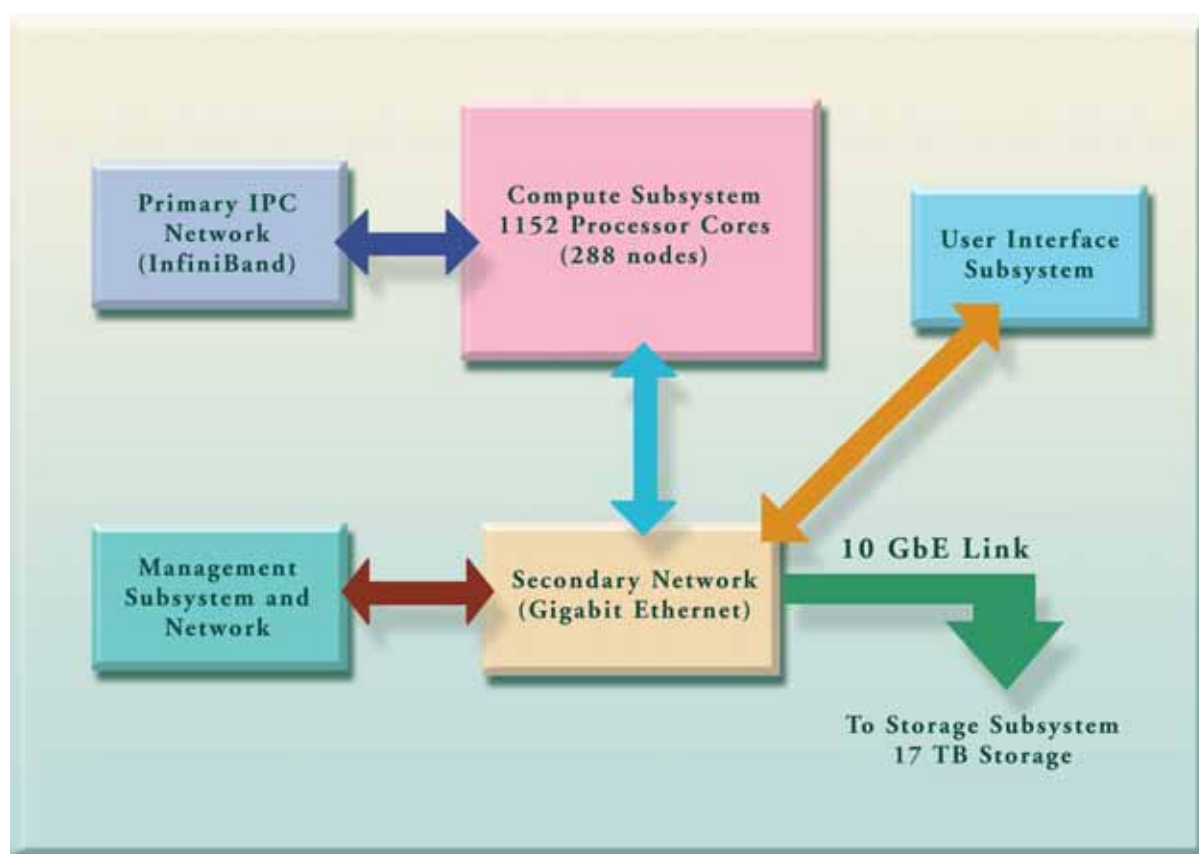 Primary IPC
Network
(InfiniBand)
Compute Subsystem
1152 Processor Cores
(288 nodes)
User Interface
Subsystem
Management
Subsystem and
Network
Secondary Network
(Gigabit Ethernet)
10 GbE Link
To Storage Subsystem
17 TB Storage